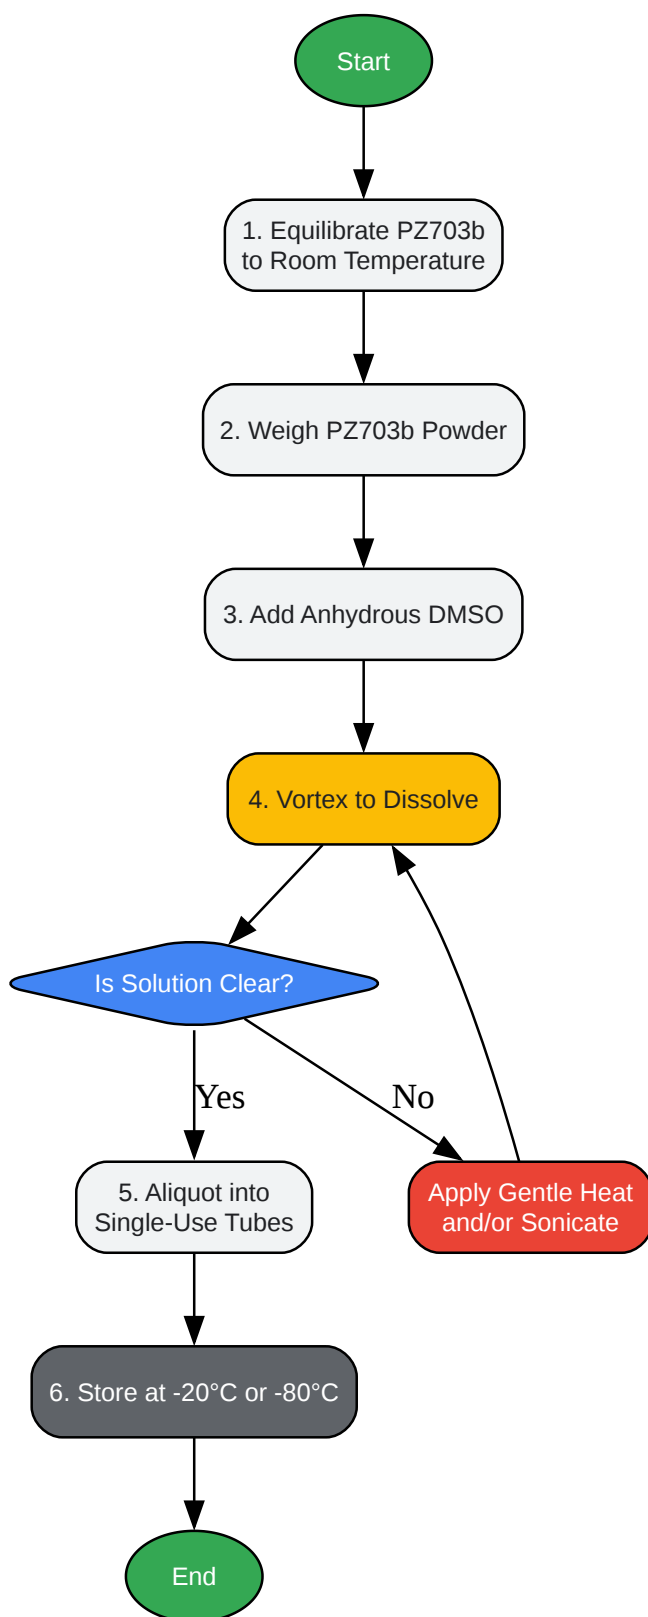 Start
1. Equilibrate PZ703b
to Room Temperature
2. Weigh PZ703b Powder
3. Add Anhydrous DMSO
4. Vortex to Dissolve
Is Solution Clear?
Yes
No
5. Aliquot into
Single-Use Tubes
Apply Gentle Heat
and/or Sonicate
6. Store at -20°C or -80°C
End